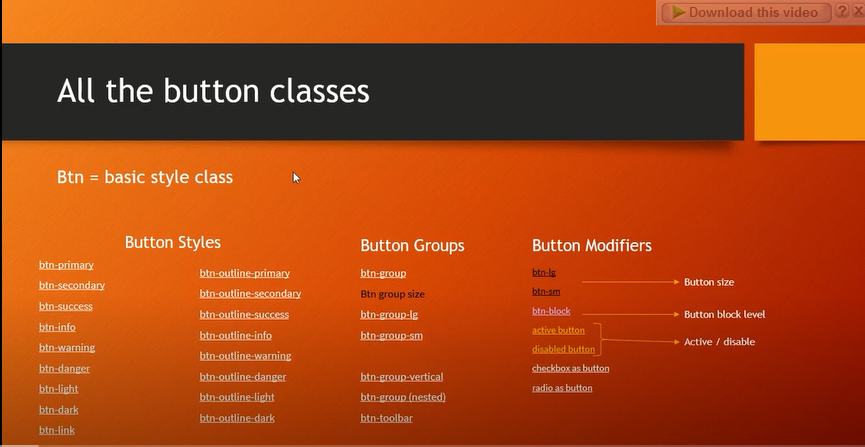 Download this video
?
X
All the button classes
Btn = basic style class
Button Styles
btn-primary
btn-secondary
btn-success
btn-info
btn-warning
btn-danger
btn-light
btn-dark
btn-link
btn-outline-primary
btn-outline-secondary
btn-outline-success
btn-outline-info
btn-outline-warning
btn-outline-danger
btn-outline-light
btn-outline-dark
Button Groups
btn-group
Btn group size
btn-group-lg
btn-group-sm
btn-group-vertical
btn-group (nested)
btn-toolbar
Button Modifiers
btn-lg
btn-sm
btn-block
active button
disabled button
checkbox as button
radio as button
Button size
Button block level
Active / disable